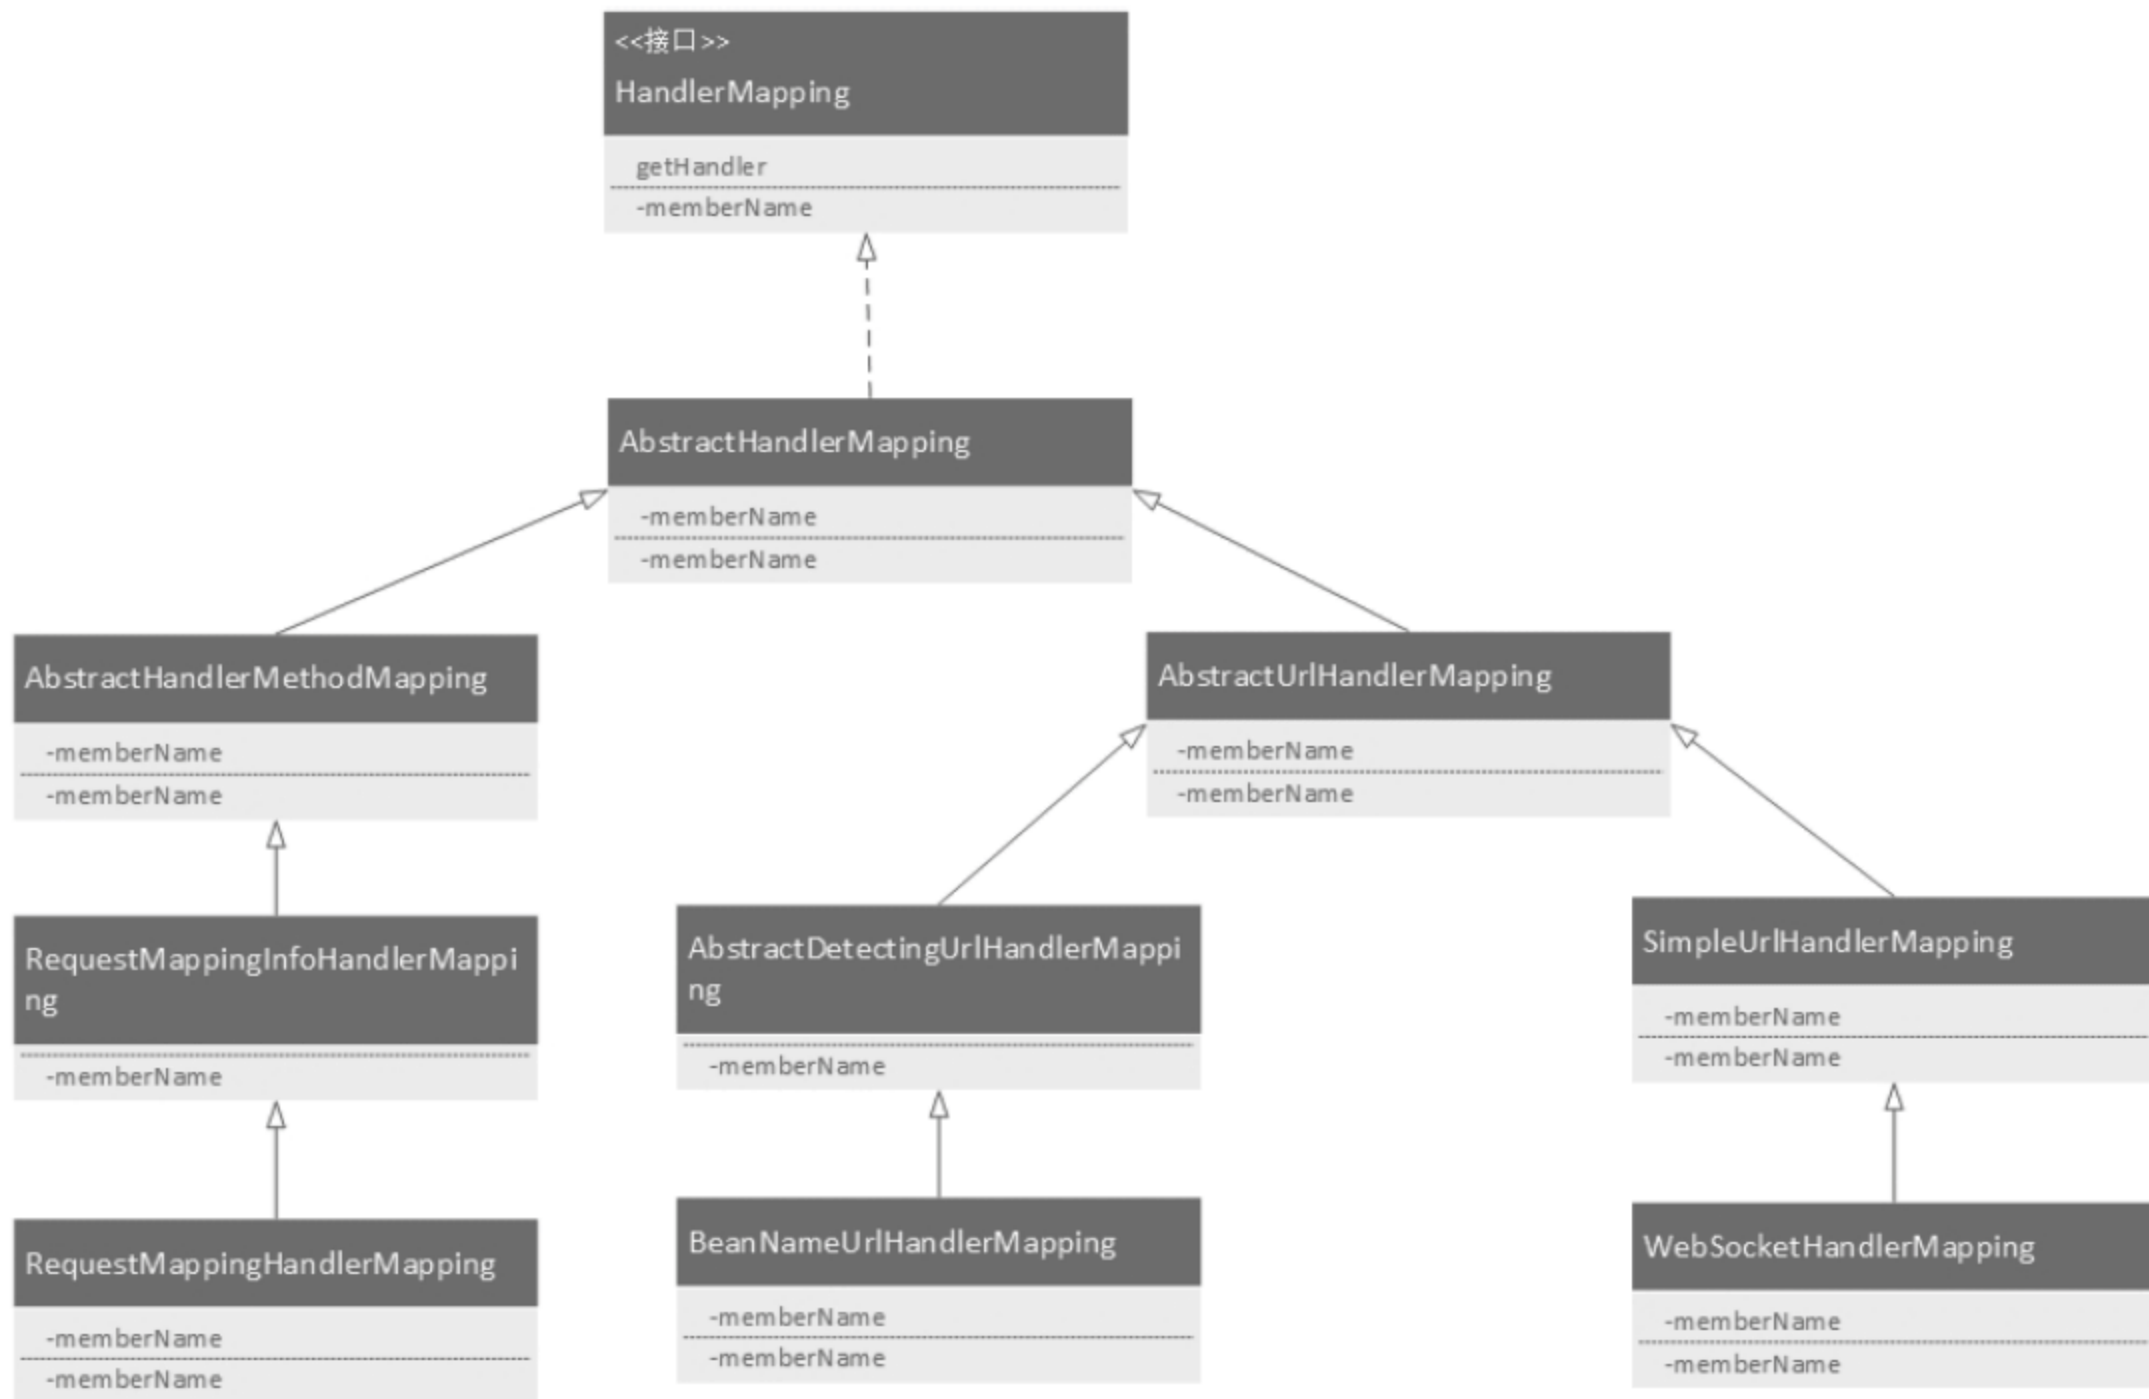 <<接口>>
HandlerMapping
getHandler
-memberName
AbstractHandlerMapping
-memberName
-memberName
AbstractHandlerMethodMapping
-memberName
-memberName
AbstractUrlHandlerMapping
-memberName
-memberName
RequestMappingInfoHandlerMappi
ng
-memberName
AbstractDetectingUrlHandlerMappi
ng
-memberName
SimpleUrlHandlerMapping
-memberName
-memberName
RequestMappingHandlerMapping
-memberName
-memberName
BeanNameUrlHandlerMapping
-memberName
-memberName
WebSocketHandlerMapping
-memberName
-memberName